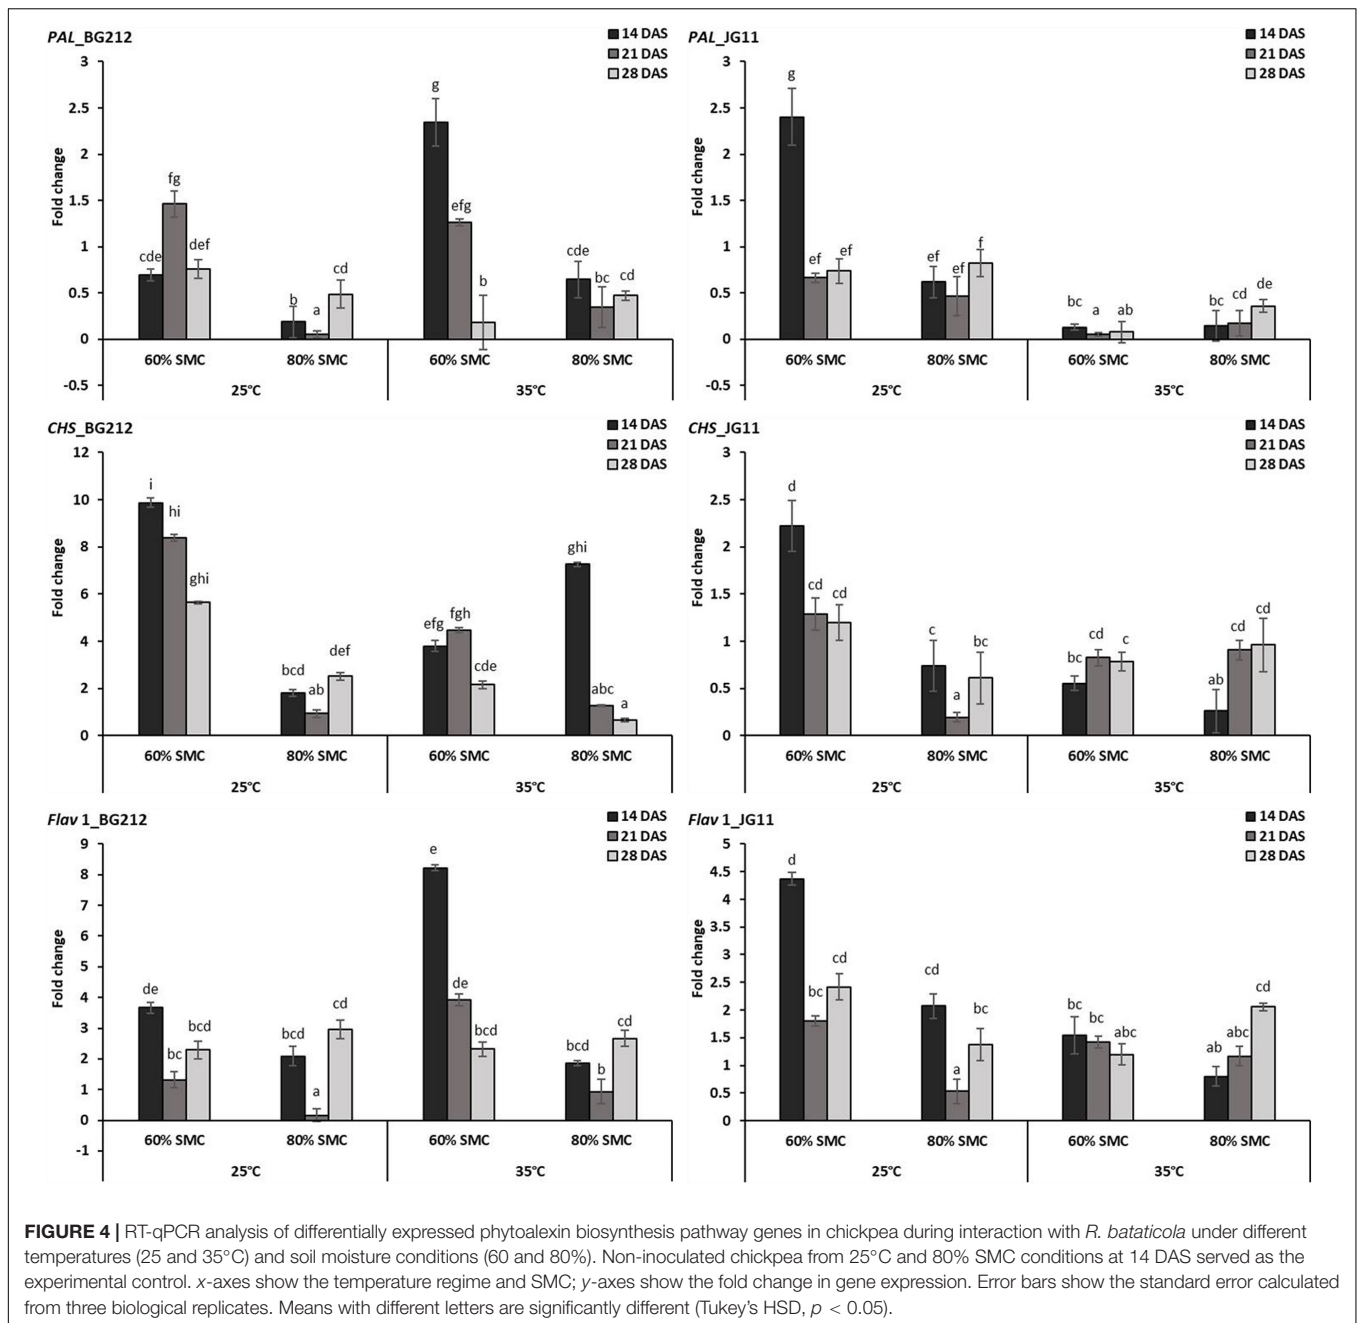 PAL_BG212
14 DAS
21 DAS
28 DAS
3
2.5
2
1.5
1
0.5
0
-0.5
Fold change
cde
fg
def
b
a
cd
g
efg
b
cde
bc
cd
60% SMC
80% SMC
60% SMC
80% SMC
25°C
35°C
PAL_JG11
14 DAS
21 DAS
28 DAS
3
2.5
2
1.5
1
0.5
0
-0.5
Fold change
g
ef
ef
ef
ef
f
bc
a
ab
bc
cd
de
60% SMC
80% SMC
60% SMC
80% SMC
25°C
35°C
CHS_BG212
14 DAS
21 DAS
28 DAS
12
10
8
6
4
2
0
Fold change
i
hi
ghi
bcd
ab
def
efg
fgh
cde
ghi
abc
a
60% SMC
80% SMC
60% SMC
80% SMC
25°C
35°C
CHS_JG11
14 DAS
21 DAS
28 DAS
3
2.5
2
1.5
1
0.5
0
Fold change
d
cd
cd
c
a
bc
bc
cd
c
ab
cd
cd
60% SMC
80% SMC
60% SMC
80% SMC
25°C
35°C
Flav 1_BG212
14 DAS
21 DAS
28 DAS
9
8
7
6
5
4
3
2
1
0
-1
Fold change
de
bc
bcd
bcd
a
cd
e
de
bcd
bcd
b
cd
60% SMC
80% SMC
60% SMC
80% SMC
25°C
35°C
Flav 1_JG11
14 DAS
21 DAS
28 DAS
5
4.5
4
3.5
3
2.5
2
1.5
1
0.5
0
Fold change
d
bc
cd
cd
a
bc
bc
bc
abc
ab
abc
cd
60% SMC
80% SMC
60% SMC
80% SMC
25°C
35°C
FIGURE 4 | RT-qPCR analysis of differentially expressed phytoalexin biosynthesis pathway genes in chickpea during interaction with R. bataticola under different
temperatures (25 and 35°C) and soil moisture conditions (60 and 80%). Non-inoculated chickpea from 25°C and 80% SMC conditions at 14 DAS served as the
experimental control. x-axes show the temperature regime and SMC; y-axes show the fold change in gene expression. Error bars show the standard error calculated
from three biological replicates. Means with different letters are significantly different (Tukey's HSD, p < 0.05).